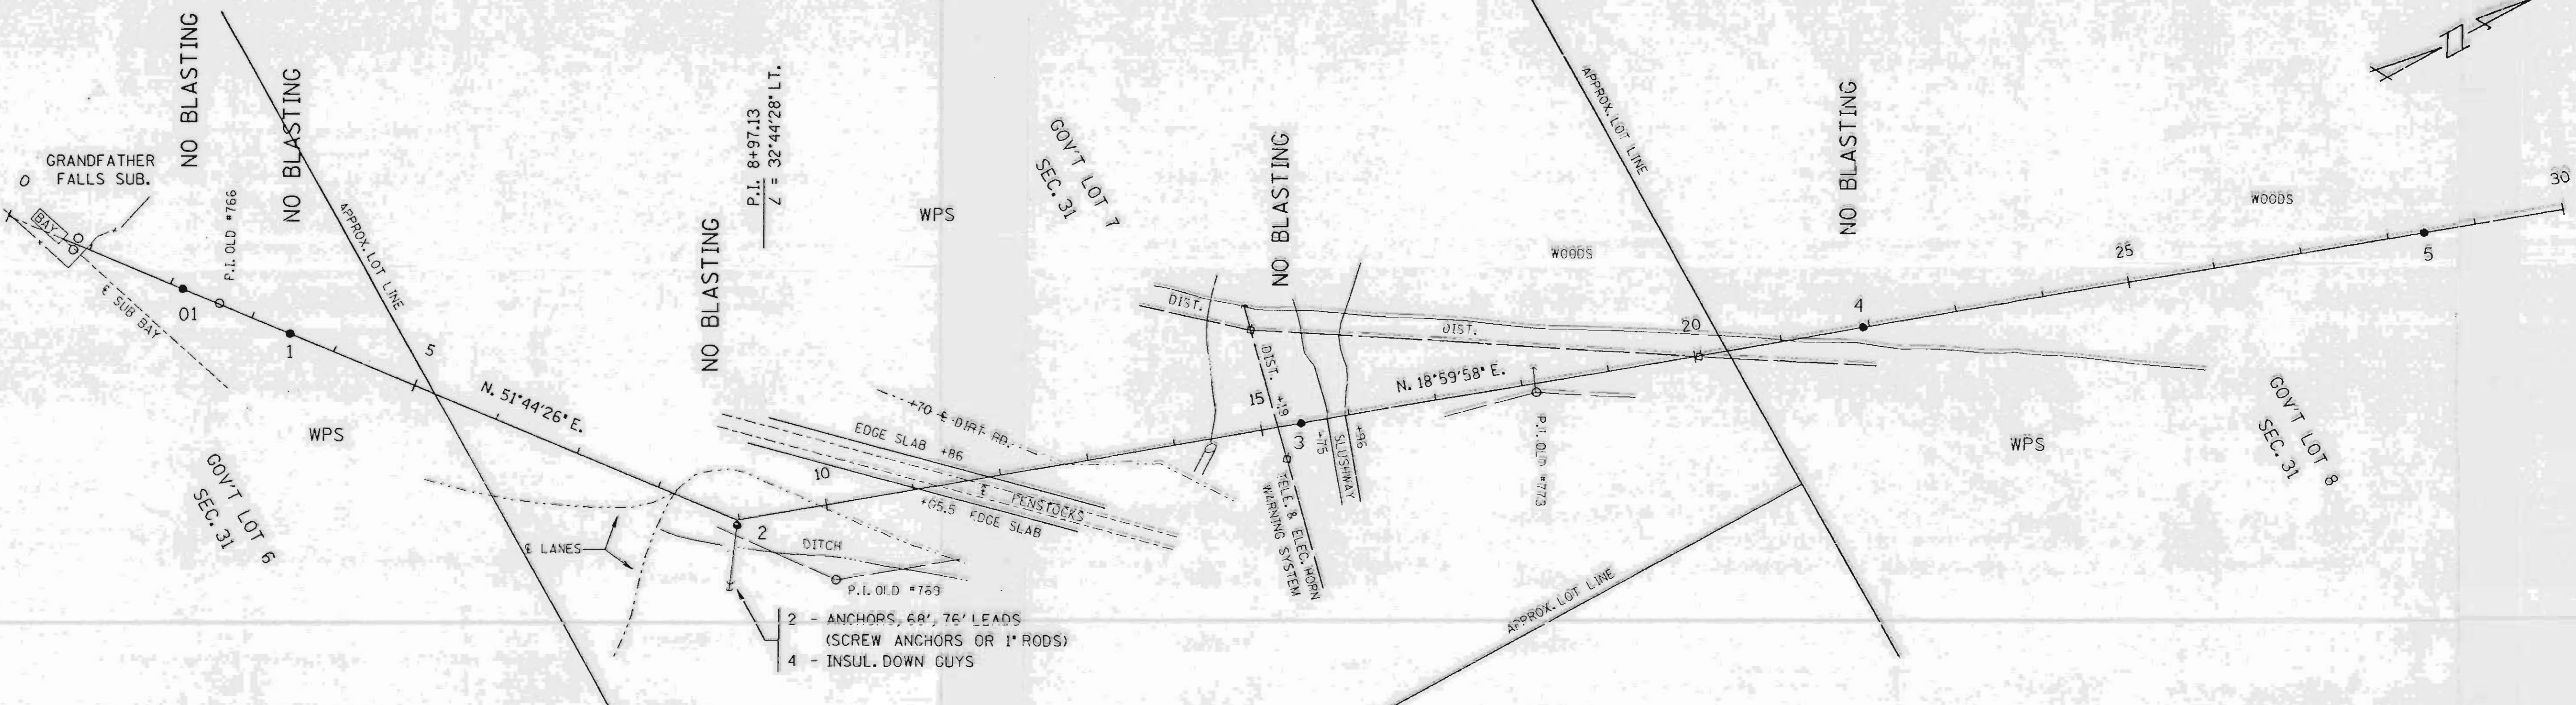 NO BLASTING
NO BLASTING
GRANDFATHER
FALLS SUB.
0
BAY
P.I. OLD #766
APPROX. LOT LINE
01
℄ SUB BAY
1
5
N. 51°44'26" E.
WPS
GOV'T LOT 6
SEC. 31
℄ LANES
NO BLASTING
P.I. 8+97.13
∠ = 32°44'28" LT.
WPS
GOV'T LOT 7
SEC. 31
+70 ℄ DIRT RD.
EDGE SLAB +86
10
℄ PENSTOCKS
+05.5 EDGE SLAB
2
DITCH
P.I. OLD #769
2 - ANCHORS, 68', 76' LEADS
(SCREW ANCHORS OR 1" RODS)
4 - INSUL. DOWN GUYS
NO BLASTING
DIST.
DIST.
DIST.
15
+19
3
+75
SLUSHWAY
+96
TELE. & ELEC. HORN
WARNING SYSTEM
N. 18°59'58" E.
P.I. OLD #773
WOODS
APPROX. LOT LINE
20
NO BLASTING
4
APPROX. LOT LINE
WPS
25
WOODS
5
30
GOV'T LOT 8
SEC. 31